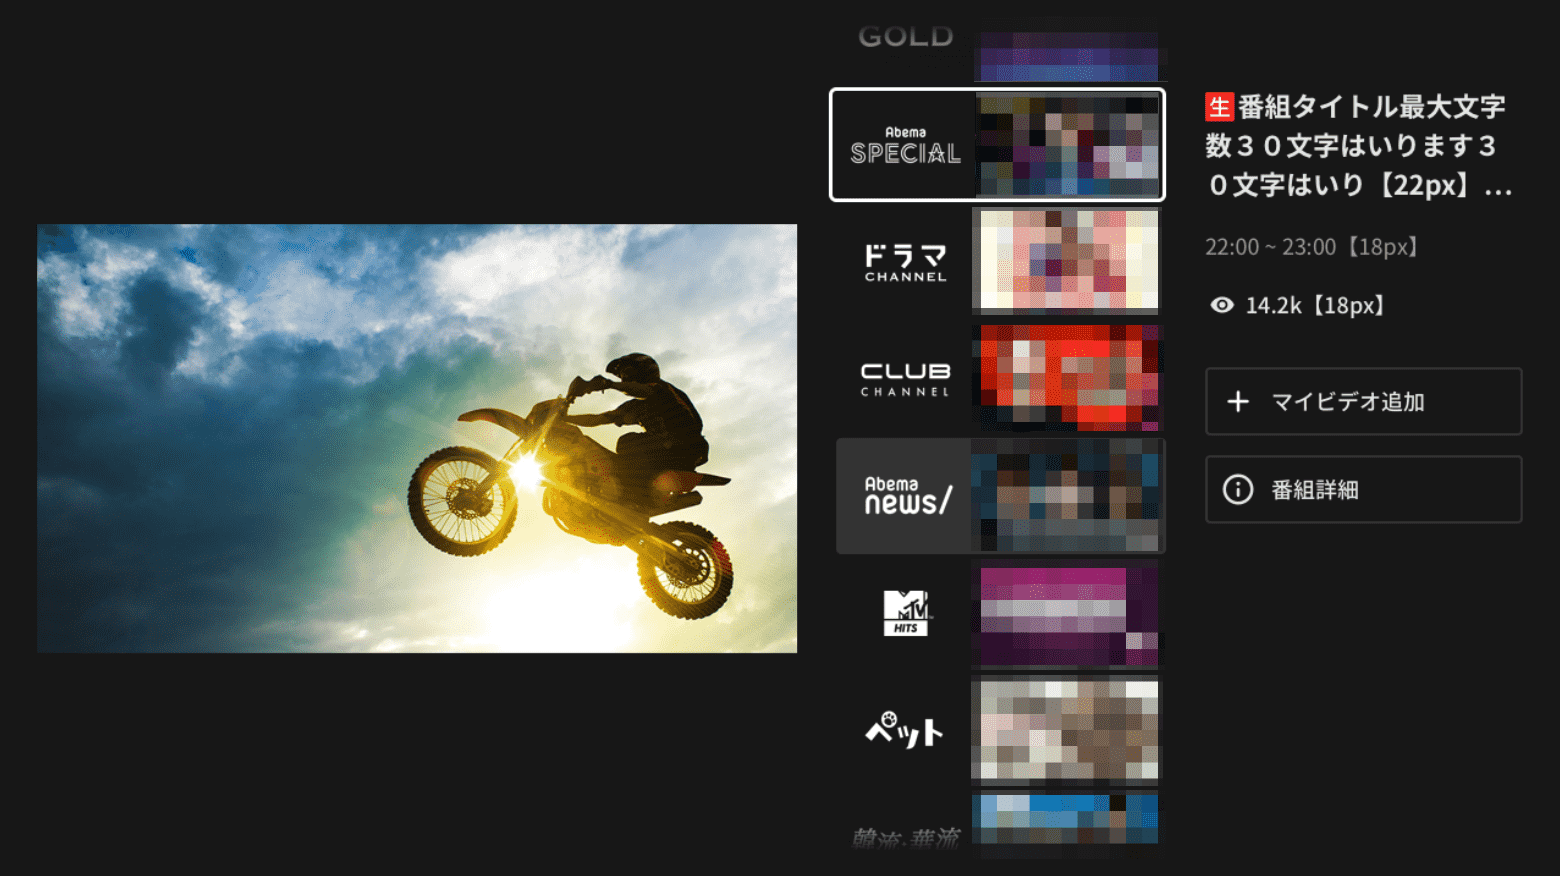 GOLD
Abema
SPECIAL
ドラマ
CHANNEL
CLUB
CHANNEL
Abema
news/
MTV
HITS
ペット
韓流・華流
生番組タイトル最大文字
数３０文字はいります３
０文字はいり【22px】…
22:00 ~ 23:00【18px】
14.2k【18px】
マイビデオ追加
番組詳細